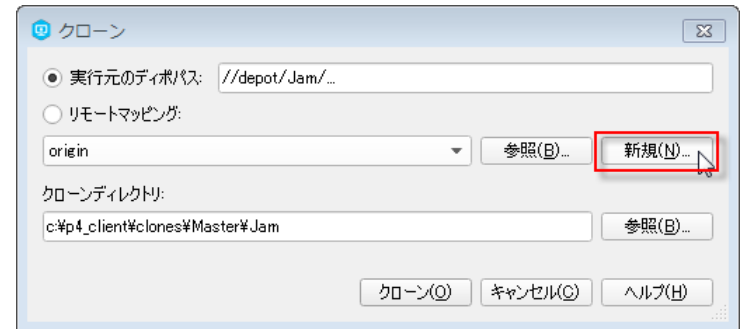 クローン
実行元のディポパス: //depot/Jam/...
リモートマッピング:
origin 参照(B)... 新規(N)...
クローンディレクトリ:
c:¥p4_client¥clones¥Master¥Jam 参照(B)...
クローン(O) キャンセル(C) ヘルプ(H)